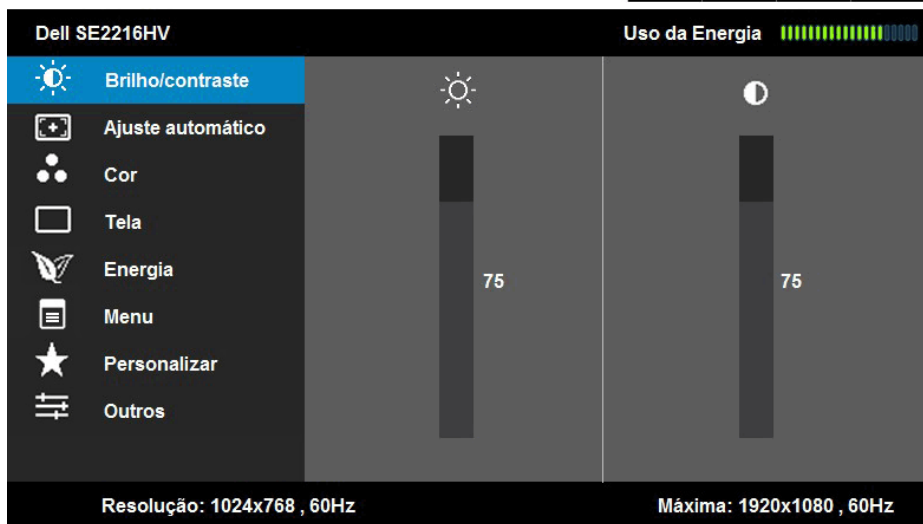 Dell SE2216HV
Uso da Energia
Brilho/contraste
Ajuste automático
Cor
Tela
Energia
Menu
Personalizar
Outros
75
75
Resolução: 1024x768 , 60Hz
Máxima: 1920x1080 , 60Hz